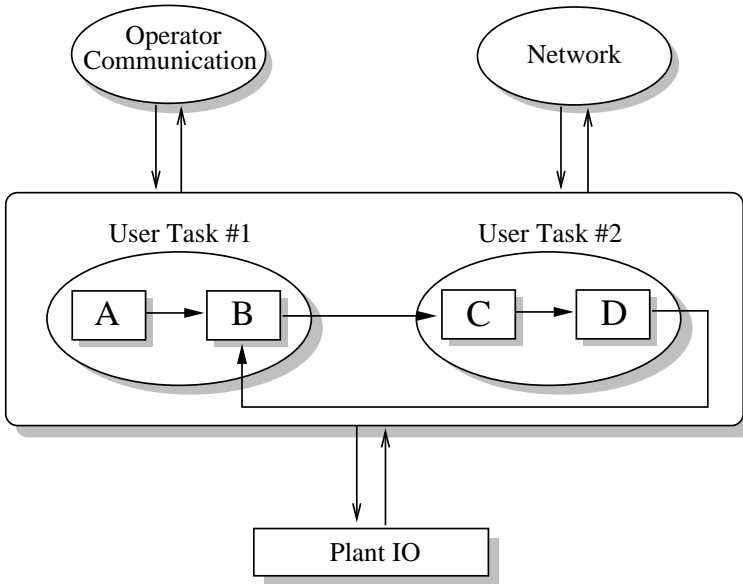 Operator
Communication
Network
User Task #1
User Task #2
A
B
C
D
Plant IO